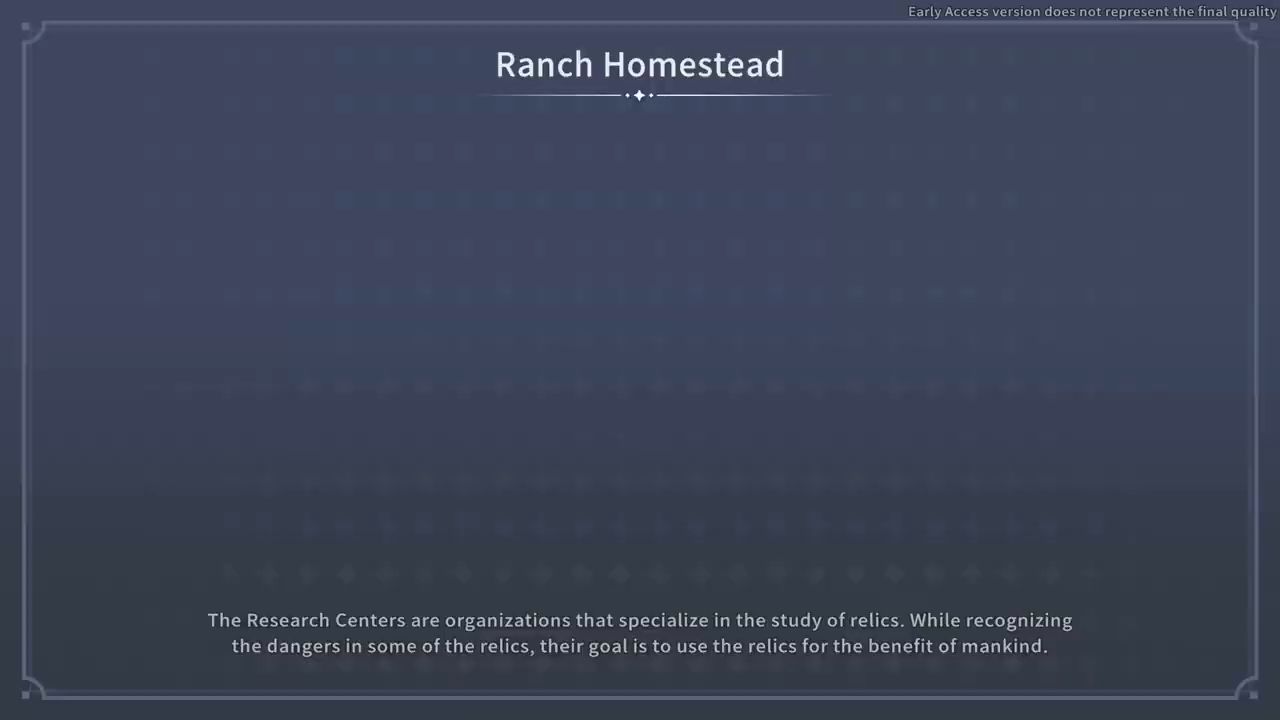 Early Access version does not represent the final quality
Ranch Homestead
The Research Centers are organizations that specialize in the study of relics. While recognizing
the dangers in some of the relics, their goal is to use the relics for the benefit of mankind.